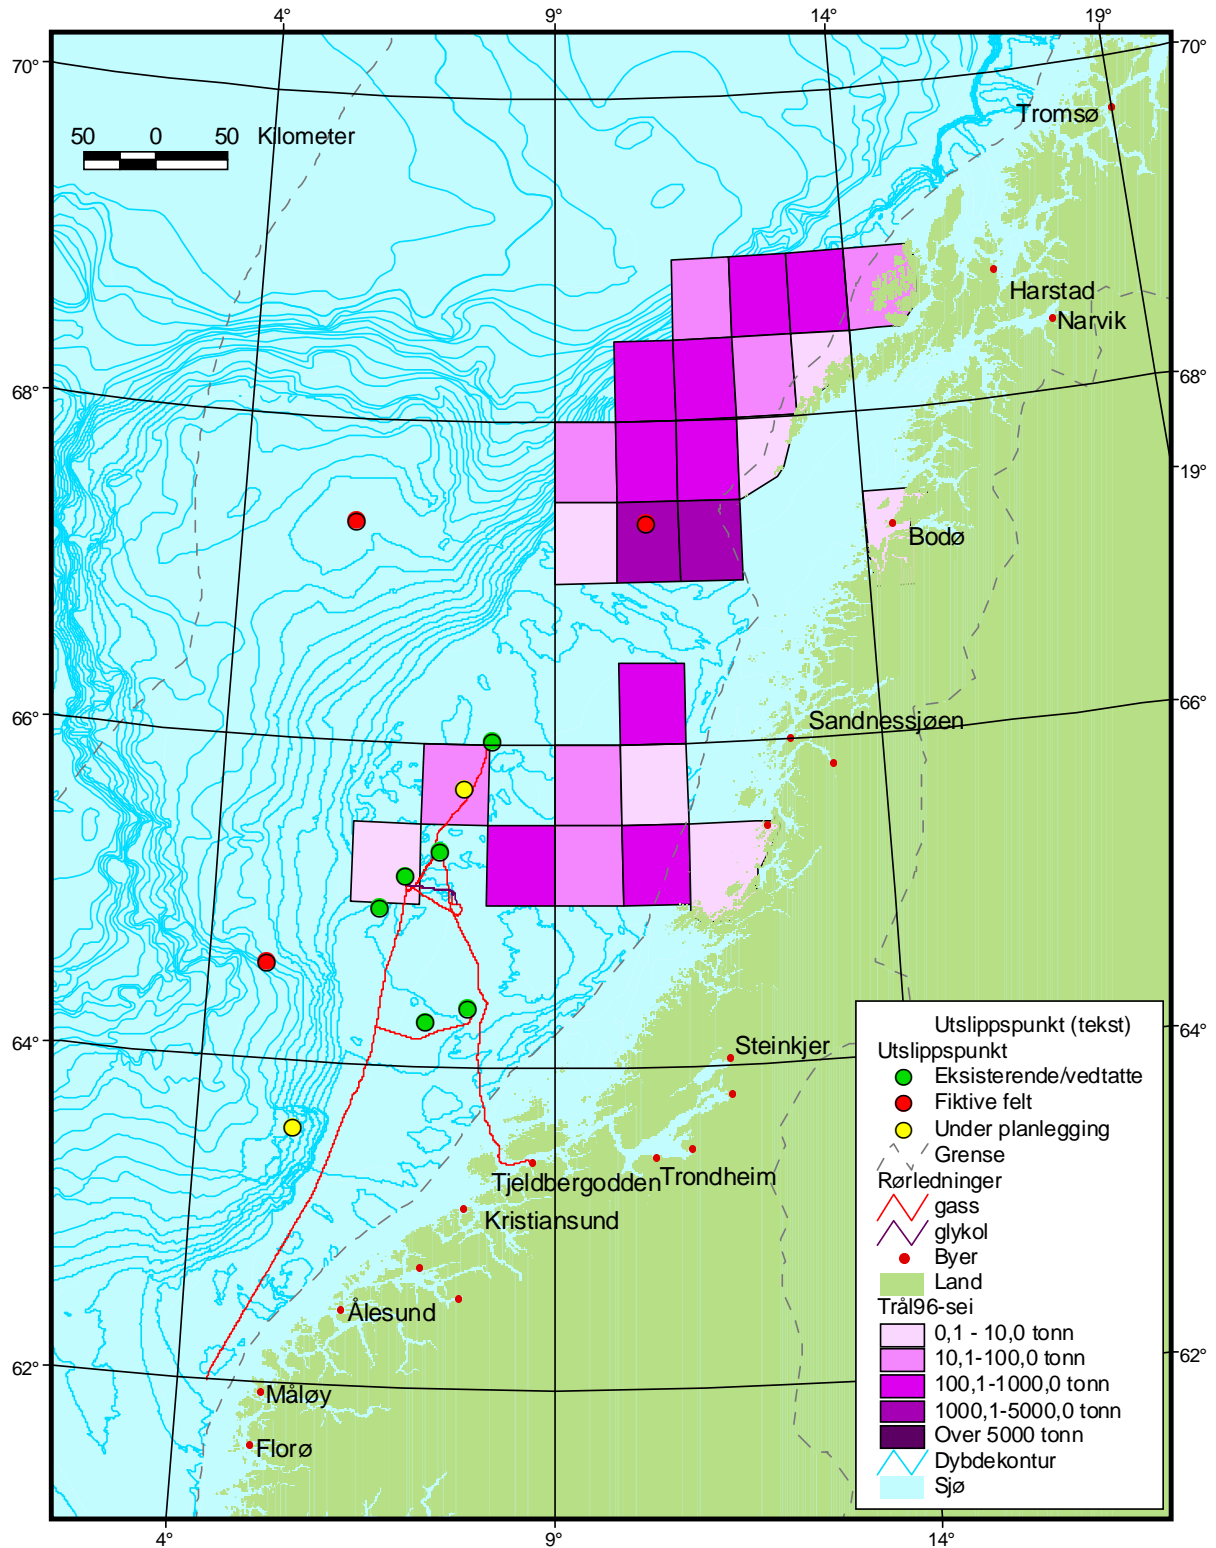 4° 9° 14° 19°
70° 70°
50 0 50 Kilometer
Tromsø
Harstad
Narvik
68° 68°
19°
Bodø
66° 66°
Sandnessjøen
64° 64°
Steinkjer
Tjeldbergodden Trondheim
Kristiansund
Ålesund
62° 62°
Måløy
Florø
4° 9° 14°
Utslippspunkt (tekst)
Utslippspunkt
Eksisterende/vedtatte
Fiktive felt
Under planlegging
Grense
Rørledninger
gass
glykol
Byer
Land
Trål96-sei
0,1 - 10,0 tonn
10,1-100,0 tonn
100,1-1000,0 tonn
1000,1-5000,0 tonn
Over 5000 tonn
Dybdekontur
Sjø